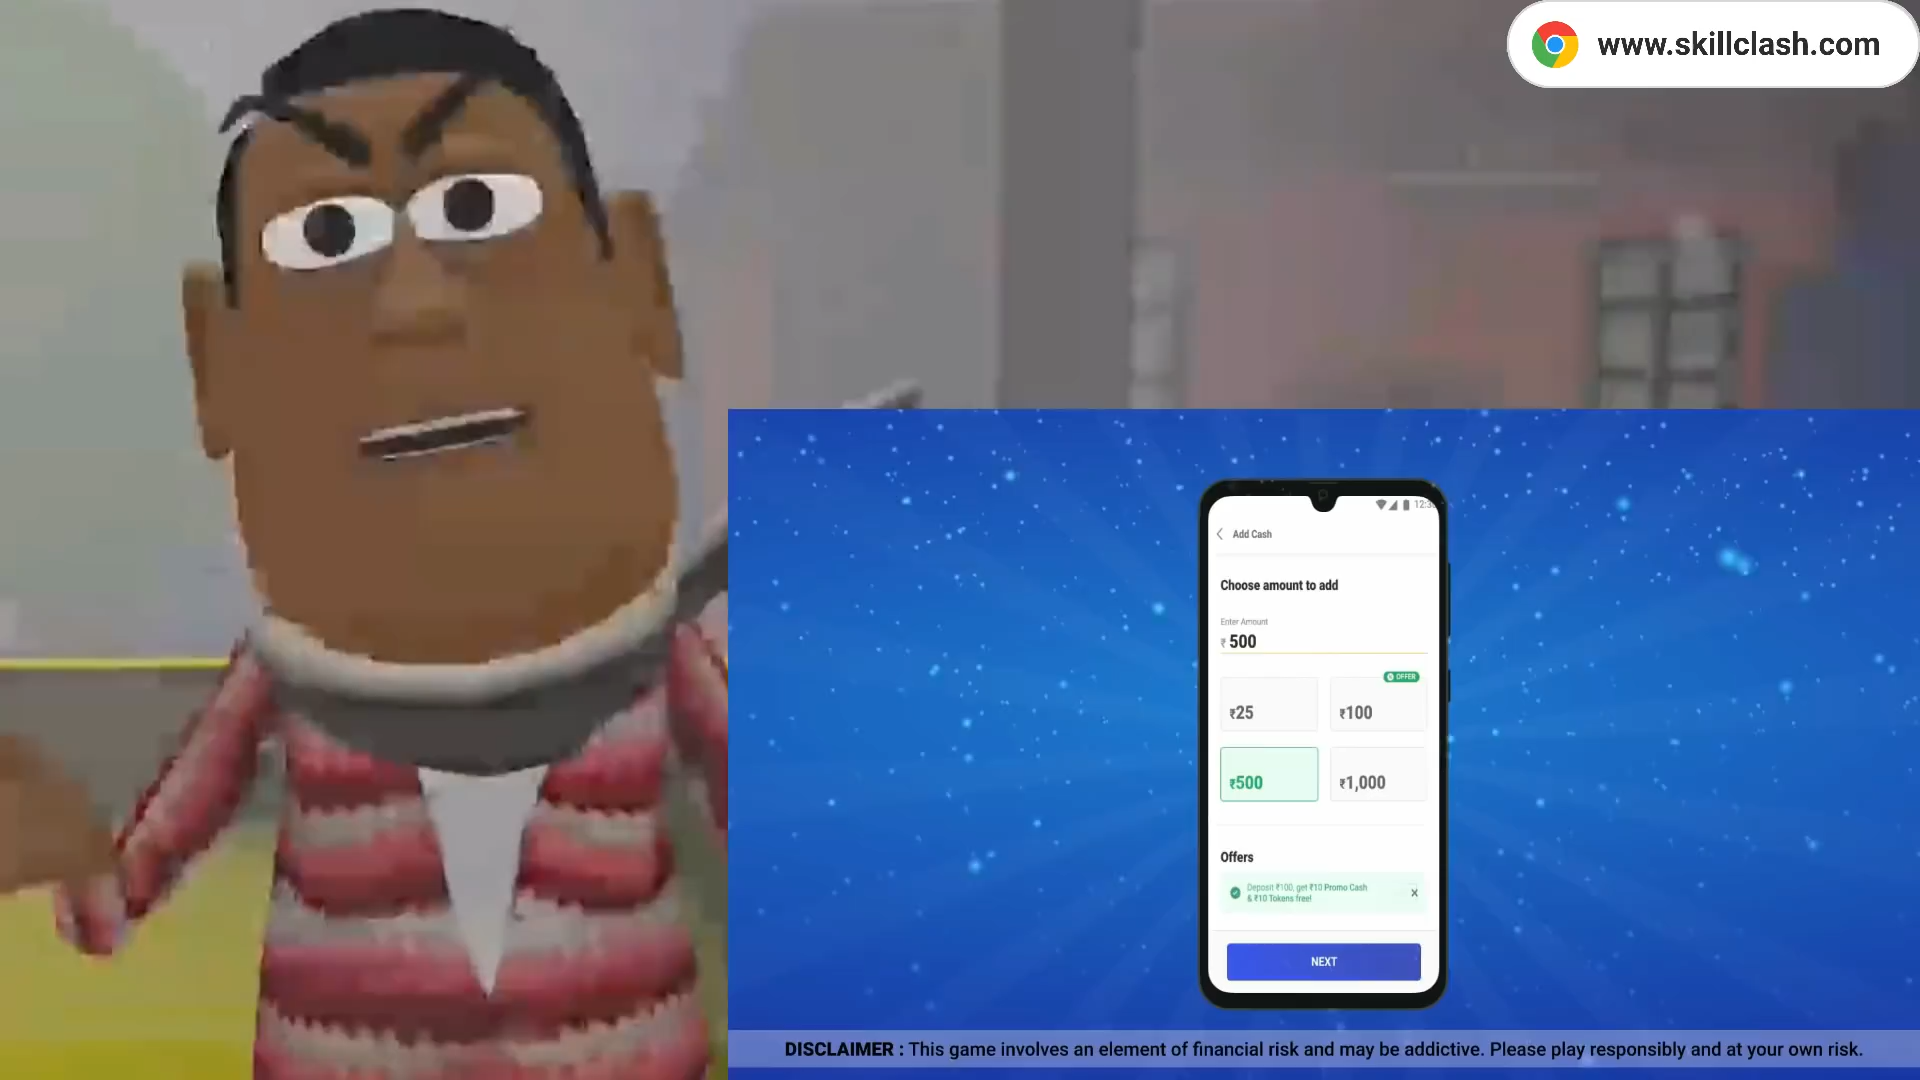 www.skillclash.com
12:3
Add Cash
Choose amount to add
Enter Amount
₹ 500
OFFER
₹25
₹100
₹500
₹1,000
Offers
Deposit ₹100, get ₹10 Promo Cash
& ₹10 Tokens free!
NEXT
DISCLAIMER : This game involves an element of financial risk and may be addictive. Please play responsibly and at your own risk.